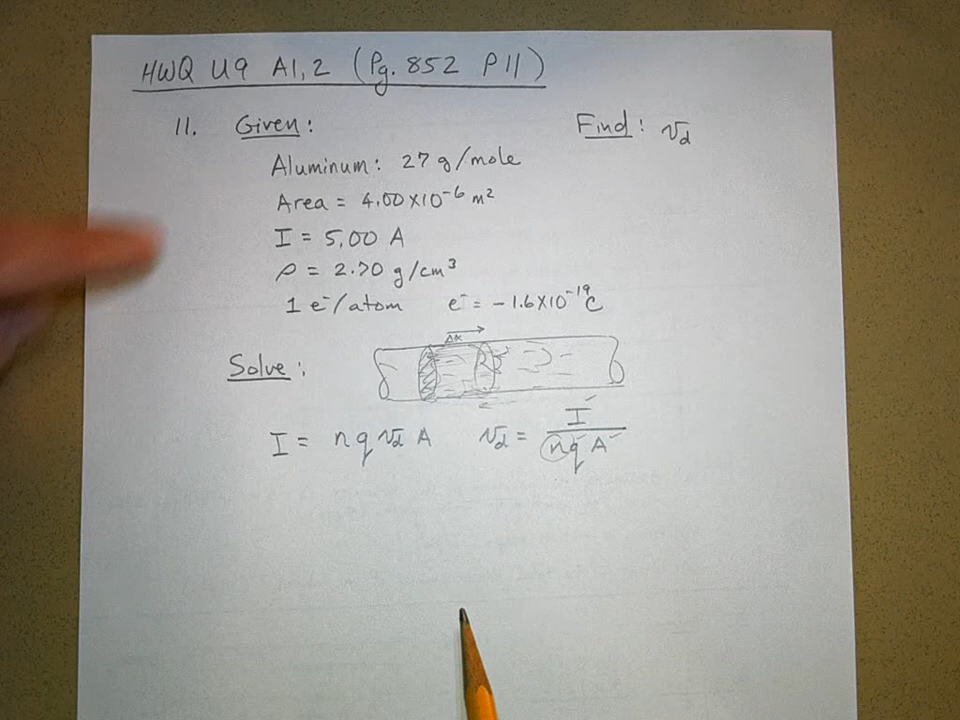 HWQ U9 A1,2 (Pg. 852 P11)
11. Given: Find: v_d
Aluminum: 27 g/mole
Area = 4.00×10⁻⁶ m²
I = 5.00 A
ρ = 2.70 g/cm³
1 e⁻/atom e⁻ = −1.6×10⁻¹⁹C
Δx
Solve:
I = n q v_d A v_d = I / n q A